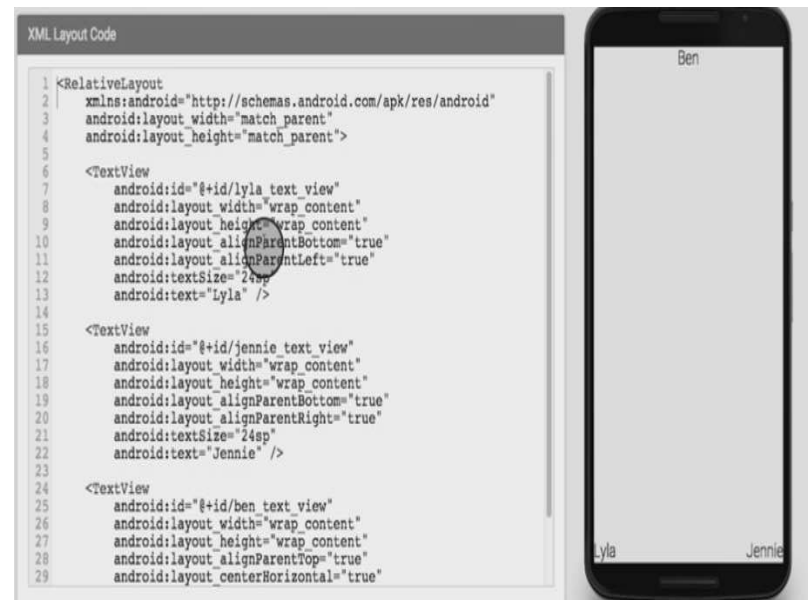 XML Layout Code
1 <RelativeLayout
2 xmlns:android="http://schemas.android.com/apk/res/android"
3 android:layout_width="match_parent"
4 android:layout_height="match_parent">
5
6 <TextView
7 android:id="@+id/lyla_text_view"
8 android:layout_width="wrap_content"
9 android:layout_height="wrap_content"
10 android:layout_alignParentBottom="true"
11 android:layout_alignParentLeft="true"
12 android:textSize="24sp
13 android:text="Lyla" />
14
15 <TextView
16 android:id="@+id/jennie_text_view"
17 android:layout_width="wrap_content"
18 android:layout_height="wrap_content"
19 android:layout_alignParentBottom="true"
20 android:layout_alignParentRight="true"
21 android:textSize="24sp"
22 android:text="Jennie" />
23
24 <TextView
25 android:id="@+id/ben_text_view"
26 android:layout_width="wrap_content"
27 android:layout_height="wrap_content"
28 android:layout_alignParentTop="true"
29 android:layout_centerHorizontal="true"
Ben
Lyla Jennie